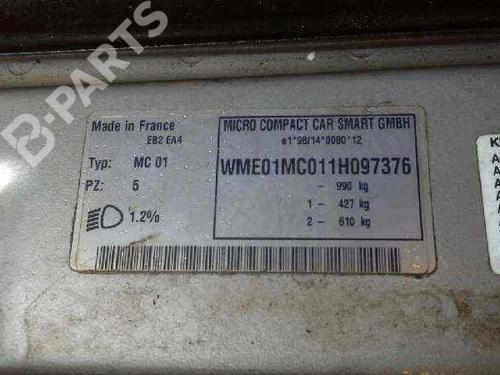 B-PARTS
Made in France
EB2 EA4
Typ: MC 01
PZ: 5
1.2%
MICRO COMPACT CAR SMART GMBH
e1*98/14*0080*12
WME01MC011H097376
- 990 kg
1 - 427 kg
2 - 610 kg
B-PARTS